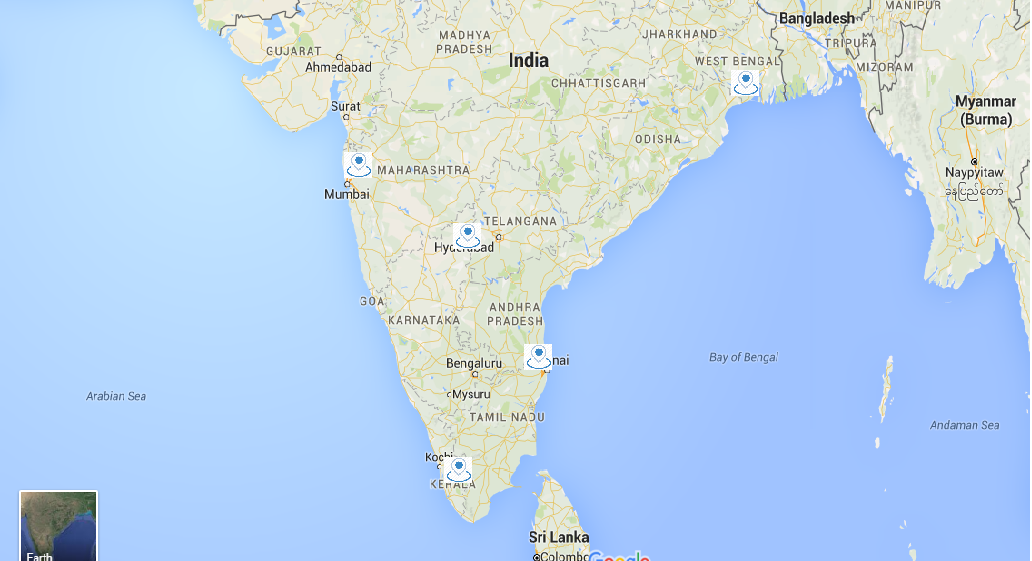 MANIPUR
Bangladesh
MADHYA
PRADESH
JHARKHAND
TRIPURA
GUJARAT
India
WEST BENGAL
MIZORAM
Ahmedabad
CHHATTISGARH
Surat
Myanmar
(Burma)
ODISHA
MAHARASHTRA
Naypyitaw
နေပြည်တော်
Mumbai
TELANGANA
Hyderabad
GOA
ANDHRA
PRADESH
KARNATAKA
Bengaluru
nai
Bay of Bengal
Mysuru
Arabian Sea
TAMIL NADU
Andaman Sea
Kochi
KERALA
Sri Lanka
Earth
Colombo
Google